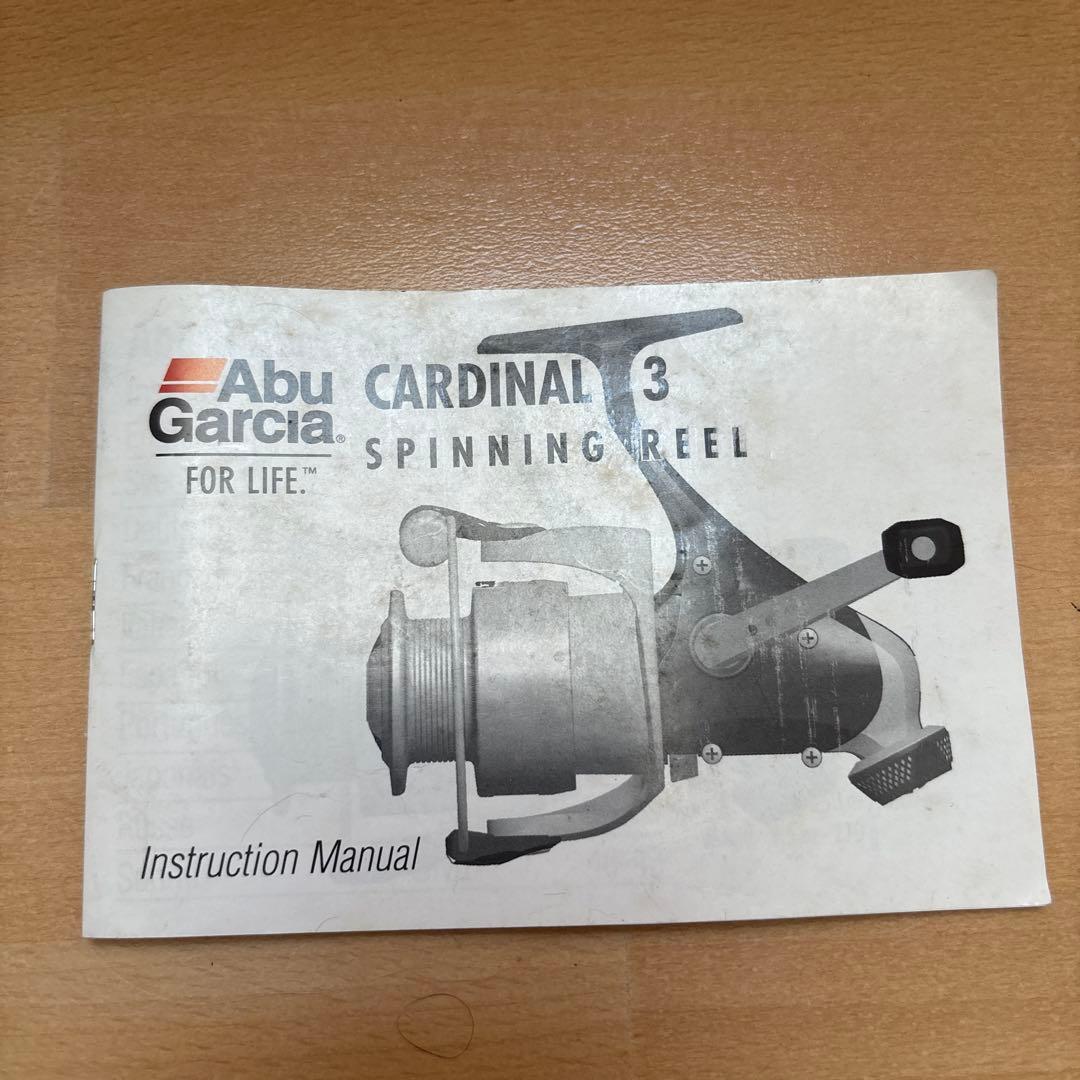 Abu
Garcia®
FOR LIFE.™
CARDINAL 3
SPINNING REEL
Instruction Manual